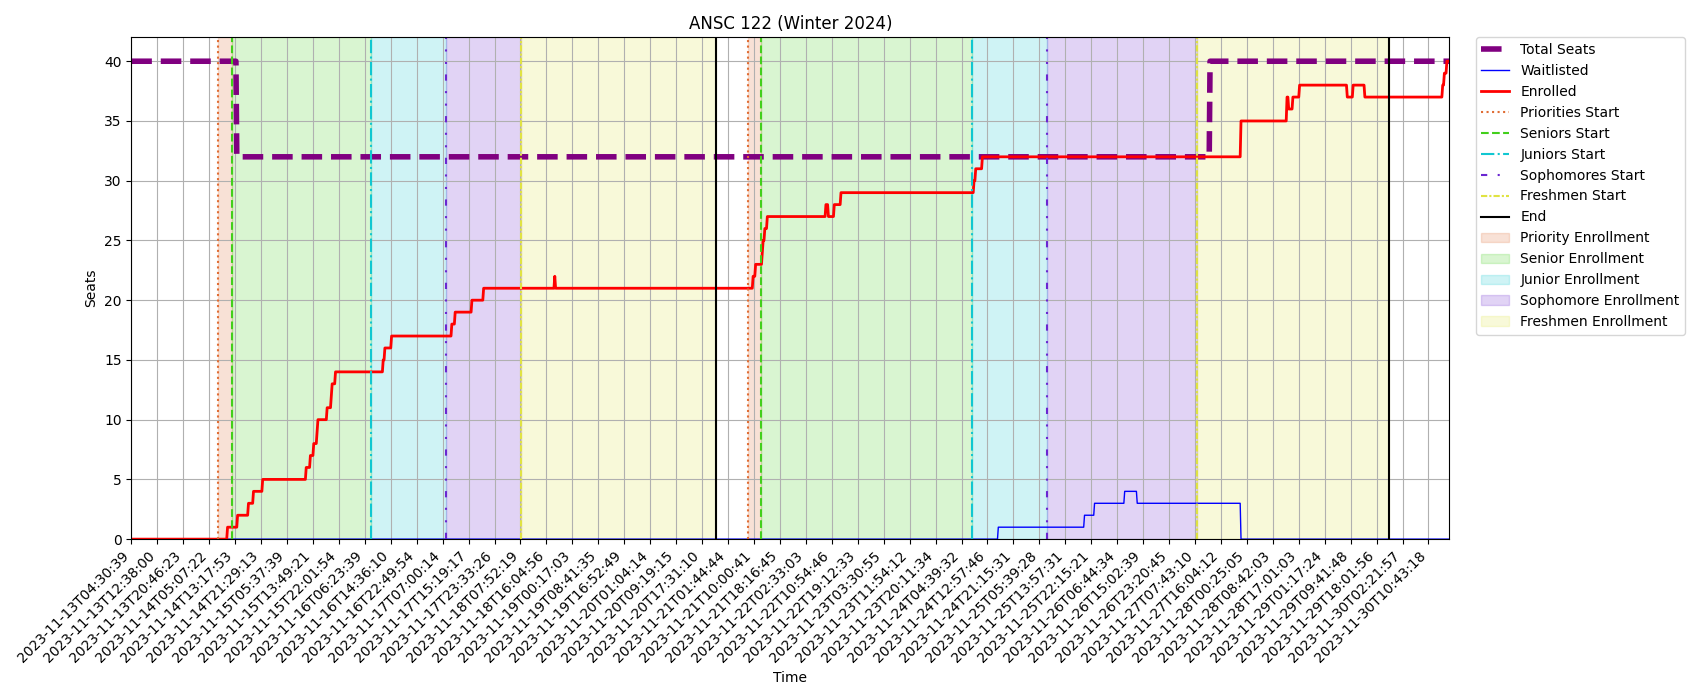 ANSC 122 (Winter 2024)
Seats
40
35
30
25
20
15
10
5
0
2023-11-13T04:30:39
2023-11-13T12:38:00
2023-11-13T20:46:23
2023-11-14T05:07:22
2023-11-14T13:17:53
2023-11-14T21:29:13
2023-11-15T05:37:39
2023-11-15T13:49:21
2023-11-15T22:01:54
2023-11-16T06:23:39
2023-11-16T14:36:10
2023-11-16T22:49:54
2023-11-17T07:00:14
2023-11-17T15:19:17
2023-11-17T23:33:26
2023-11-18T07:52:19
2023-11-18T16:04:56
2023-11-19T00:17:03
2023-11-19T08:41:35
2023-11-19T16:52:49
2023-11-20T01:04:14
2023-11-20T09:19:15
2023-11-20T17:31:10
2023-11-21T01:44:44
2023-11-21T10:00:41
2023-11-21T18:16:45
2023-11-22T02:33:03
2023-11-22T10:54:46
2023-11-22T19:12:33
2023-11-23T03:30:55
2023-11-23T11:54:12
2023-11-23T20:11:34
2023-11-24T04:39:32
2023-11-24T12:57:46
2023-11-24T21:15:31
2023-11-25T05:39:28
2023-11-25T13:57:31
2023-11-25T22:15:21
2023-11-26T06:44:34
2023-11-26T15:02:39
2023-11-26T23:20:45
2023-11-27T07:43:10
2023-11-27T16:04:12
2023-11-28T00:25:05
2023-11-28T08:42:03
2023-11-28T17:01:03
2023-11-29T01:17:24
2023-11-29T09:41:48
2023-11-29T18:01:56
2023-11-30T02:21:57
2023-11-30T10:43:18
Time
Total Seats
Waitlisted
Enrolled
Priorities Start
Seniors Start
Juniors Start
Sophomores Start
Freshmen Start
End
Priority Enrollment
Senior Enrollment
Junior Enrollment
Sophomore Enrollment
Freshmen Enrollment